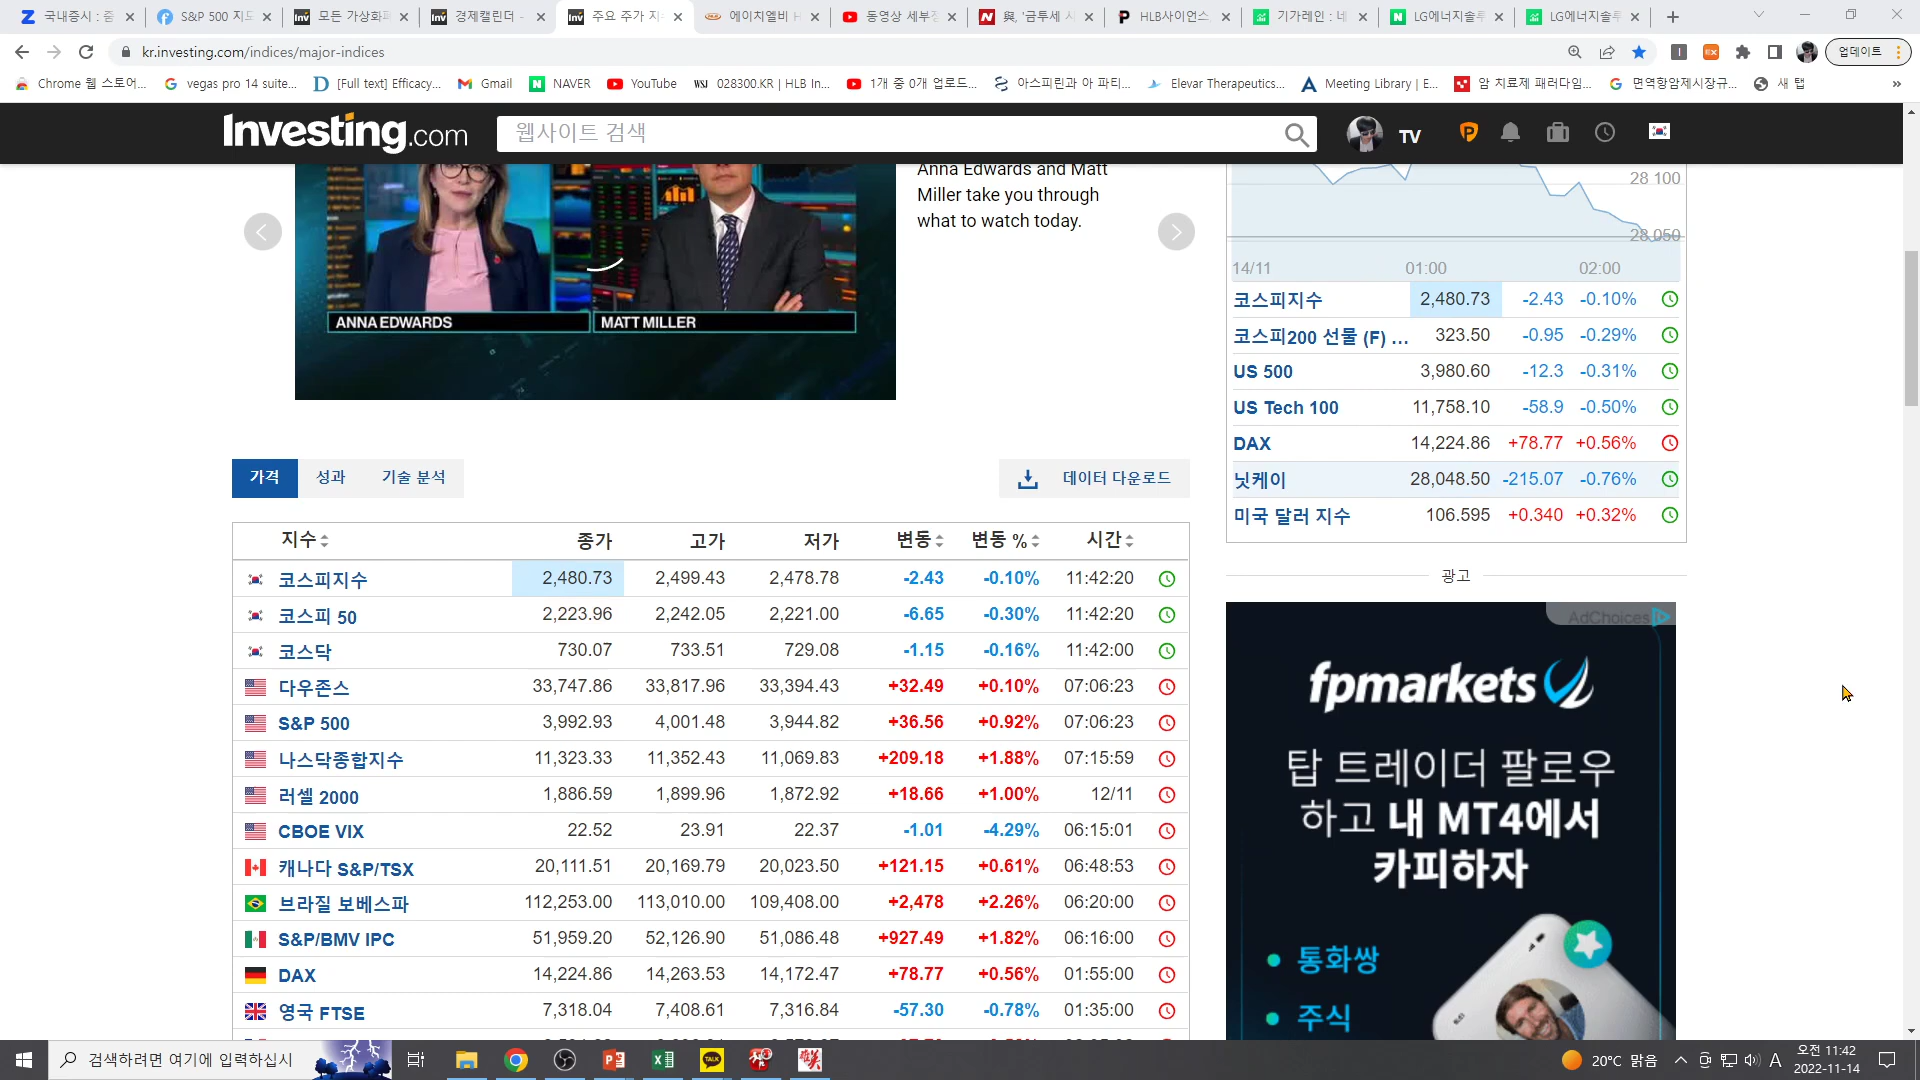 국내증시 : 증
S&P 500 지도
모든 가상화폐
경제캘린더 -
주요 주가 지수
에이치엘비 H
동영상 세부정
與, '금투세 시
HLB사이언스
기가레인 : 네
LG에너지솔루
LG에너지솔루
kr.investing.com/indices/major-indices
업데이트
Chrome 웹 스토어...
vegas pro 14 suite...
[Full text] Efficacy...
Gmail
NAVER
YouTube
WSJ 028300.KR | HLB In...
1개 중 0개 업로드...
아스피린과 아 파티...
Elevar Therapeutics...
Meeting Library | E...
암 치료제 패러다임...
면역항암제시장규...
새 탭
»
Investing.com
웹사이트 검색
TV
Anna Edwards and Matt
Miller take you through
what to watch today.
ANNA EDWARDS
MATT MILLER
28 100
28 050
14/11 01:00 02:00
코스피지수 2,480.73 -2.43 -0.10%
코스피200 선물 (F) ... 323.50 -0.95 -0.29%
US 500 3,980.60 -12.3 -0.31%
US Tech 100 11,758.10 -58.9 -0.50%
DAX 14,224.86 +78.77 +0.56%
닛케이 28,048.50 -215.07 -0.76%
미국 달러 지수 106.595 +0.340 +0.32%
가격 성과 기술 분석 데이터 다운로드
지수 종가 고가 저가 변동 변동 % 시간
코스피지수 2,480.73 2,499.43 2,478.78 -2.43 -0.10% 11:42:20
코스피 50 2,223.96 2,242.05 2,221.00 -6.65 -0.30% 11:42:20
코스닥 730.07 733.51 729.08 -1.15 -0.16% 11:42:00
다우존스 33,747.86 33,817.96 33,394.43 +32.49 +0.10% 07:06:23
S&P 500 3,992.93 4,001.48 3,944.82 +36.56 +0.92% 07:06:23
나스닥종합지수 11,323.33 11,352.43 11,069.83 +209.18 +1.88% 07:15:59
러셀 2000 1,886.59 1,899.96 1,872.92 +18.66 +1.00% 12/11
CBOE VIX 22.52 23.91 22.37 -1.01 -4.29% 06:15:01
캐나다 S&P/TSX 20,111.51 20,169.79 20,023.50 +121.15 +0.61% 06:48:53
브라질 보베스파 112,253.00 113,010.00 109,408.00 +2,478 +2.26% 06:20:00
S&P/BMV IPC 51,959.20 52,126.90 51,086.48 +927.49 +1.82% 06:16:00
DAX 14,224.86 14,263.53 14,172.47 +78.77 +0.56% 01:55:00
영국 FTSE 7,318.04 7,408.61 7,316.84 -57.30 -0.78% 01:35:00
광고
AdChoices
fpmarkets
탑 트레이더 팔로우
하고 내 MT4에서
카피하자
통화쌍
주식
검색하려면 여기에 입력하십시
TALK
20°C 맑음
A
오전 11:42
2022-11-14